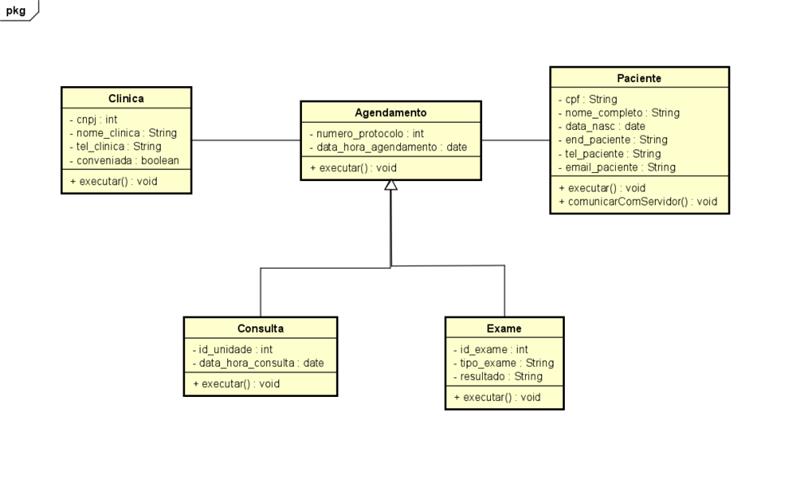 pkg
Clinica
- cnpj : int
- nome_clinica : String
- tel_clinica : String
- conveniada : boolean
+ executar() : void
Agendamento
- numero_protocolo : int
- data_hora_agendamento : date
+ executar() : void
Paciente
- cpf : String
- nome_completo : String
- data_nasc : date
- end_paciente : String
- tel_paciente : String
- email_paciente : String
+ executar() : void
+ comunicarComServidor() : void
Consulta
- id_unidade : int
- data_hora_consulta : date
+ executar() : void
Exame
- id_exame : int
- tipo_exame : String
- resultado : String
+ executar() : void